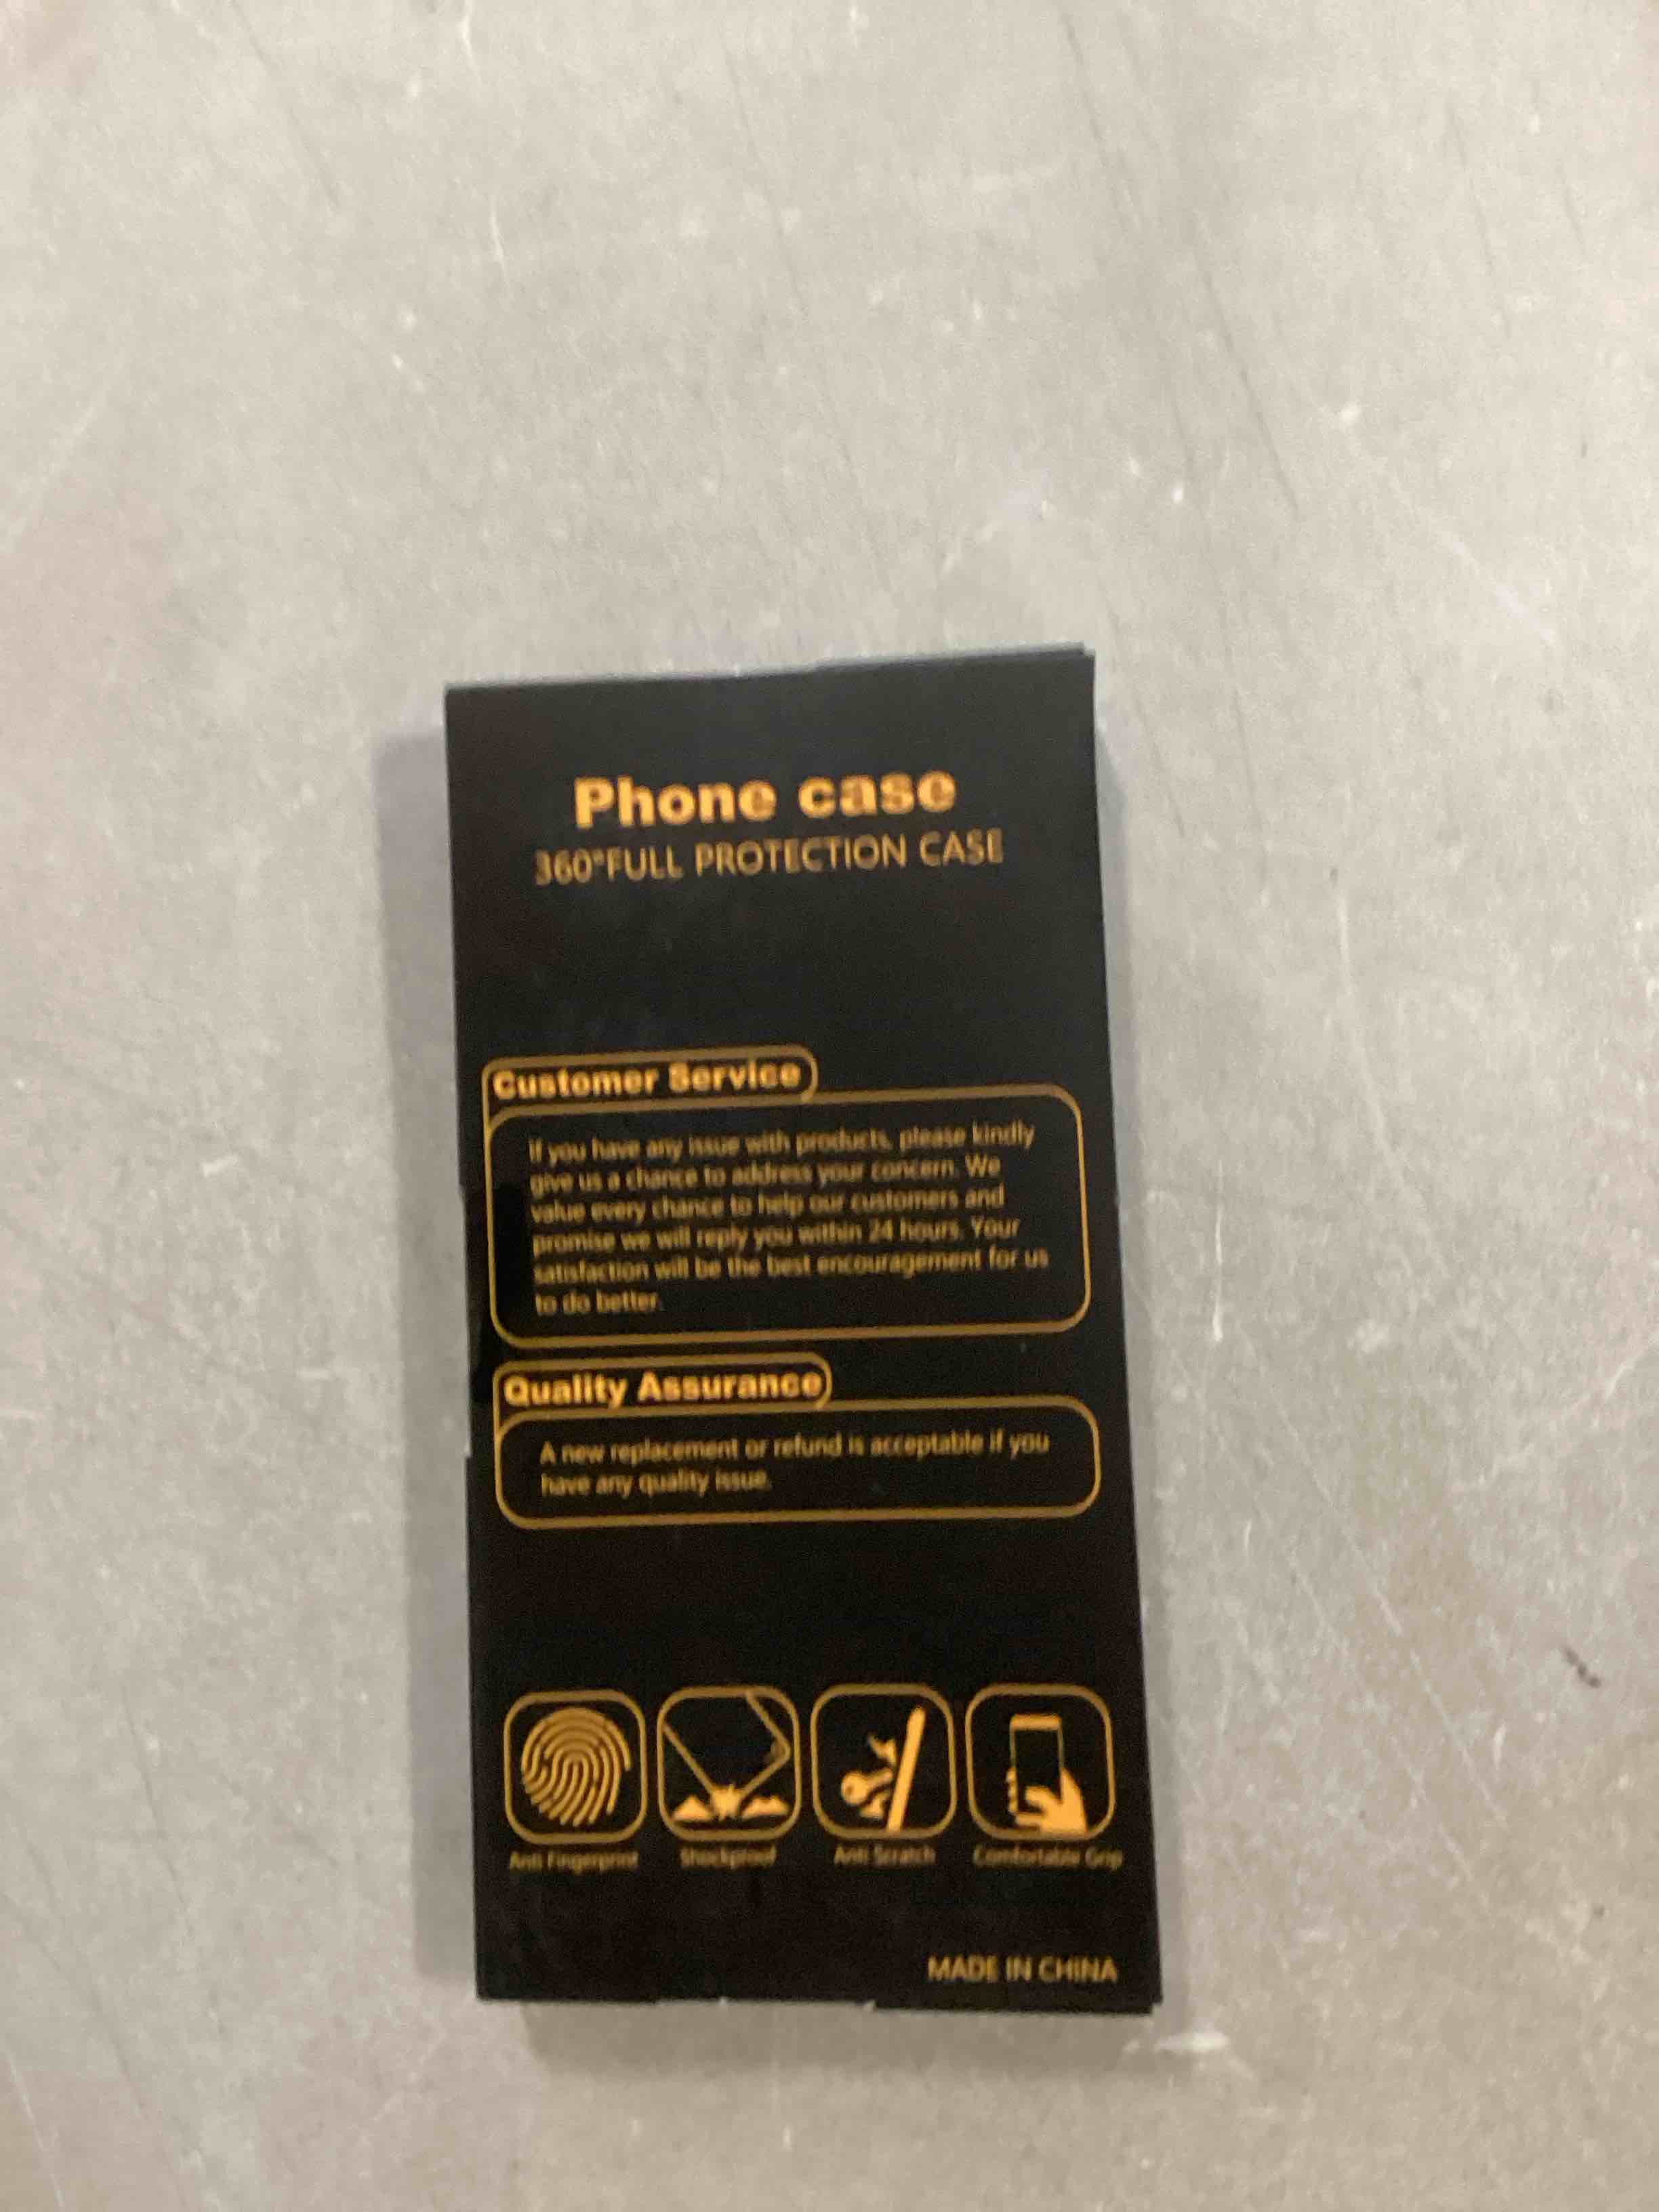 Phone case
360°FULL PROTECTION CASE
Customer Service
If you have any issue with products, please kindly
give us a chance to address your concern. We
value every chance to help our customers and
promise we will reply you within 24 hours. Your
satisfaction will be the best encouragement for us
to do better.
Quality Assurance
A new replacement or refund is acceptable if you
have any quality issue.
Anti Fingerprint Shockproof Anti Scratch Comfortable Grip
MADE IN CHINA